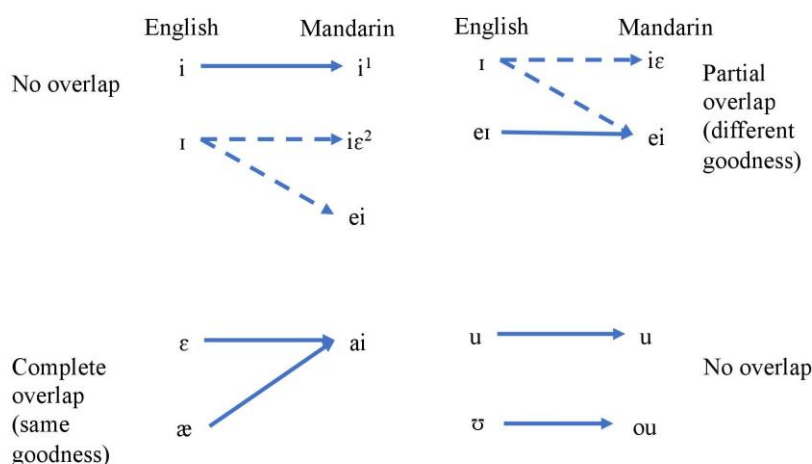 English Mandarin English Mandarin
No overlap
i i¹
ɪ iɛ²
ei
ɪ iɛ
eɪ ei
Partial
overlap
(different
goodness)
Complete
overlap
(same
goodness)
ɛ ai
æ
u u
ʊ ou
No overlap